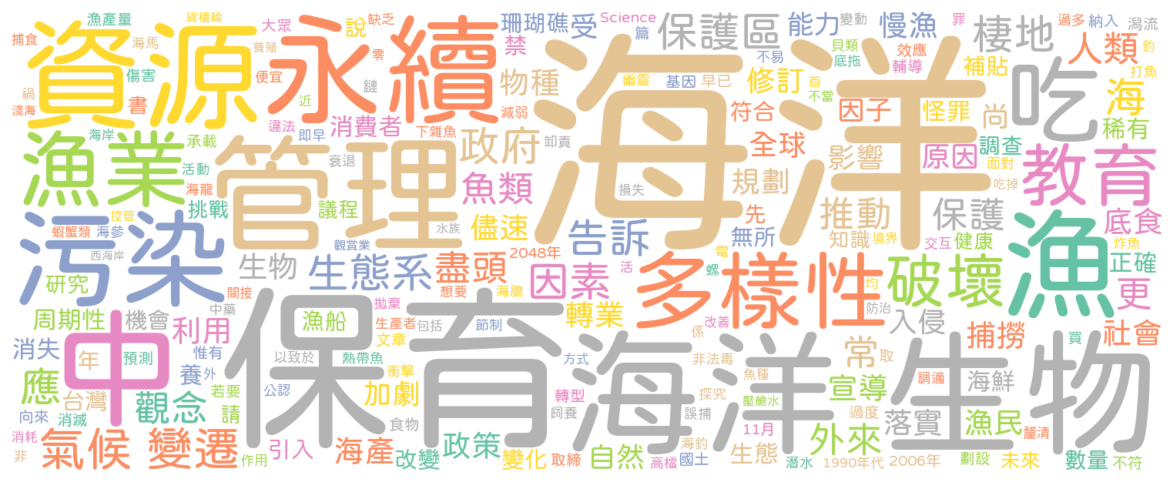 漁產量 貨櫃輪 大眾 說 缺乏 珊瑚礁 受 Science 篇 保護區 能力 變動 慢漁 罪 過多 納入 潟流
捕食 資源 海馬 養殖 永續 零 禁 海洋 不易 貝類 效應 棲地 人類 釣
傷害 便宜 鏈 物種 幽靈 基因 早已 修訂 首 底拖 輔導 補貼 吃 打魚
禍 書 近 減弱 符合 不當 因子 怪罪 尚 海
淺海 海岸 承載 違法 即早 消費者 下雜魚 卸責 全球 影響 原因 調查 稀有
漁業 活動 管理 衰退 政府 魚類 規劃 面對 教育
挑戰 海龍 議程 儘速 損失 先 推動 吃掉 保護 底食
污染 控管 蝦蟹類 海參 觀賞業 水族 告訴 無所 知識 境界 漁 炸魚
西海岸 生物 生態系 盡頭 2048年 因素 活 電 螺 多樣性 交互 健康 破壞 正確
研究 間接 中藥 想要 海膽 均 更
周期性 機會 利用 漁船 拋棄 生產者 包括 節制 轉業 係 改善 防治 入侵 捕撈 買 社會
消失 中 年 預測 惟有 保育 以致於 熱帶魚 文章 衝擊 方式 海洋 非法毒 常 取 生物
應 台灣 養 外 若要 公認 加劇 轉型 魚種 探究 壓艙水 宣導 調適 海鮮
向來 消滅 觀念 請 食物 飼養 誤捕 過度 落實 漁民
消耗 非 氣候 變遷 作用 引入 海產 改變 政策 變化 取締 高檔 自然 海釣 國土 11月 生態 潛水 外來 1990年代 2006年 劃設 未來 釐清 數量 不符